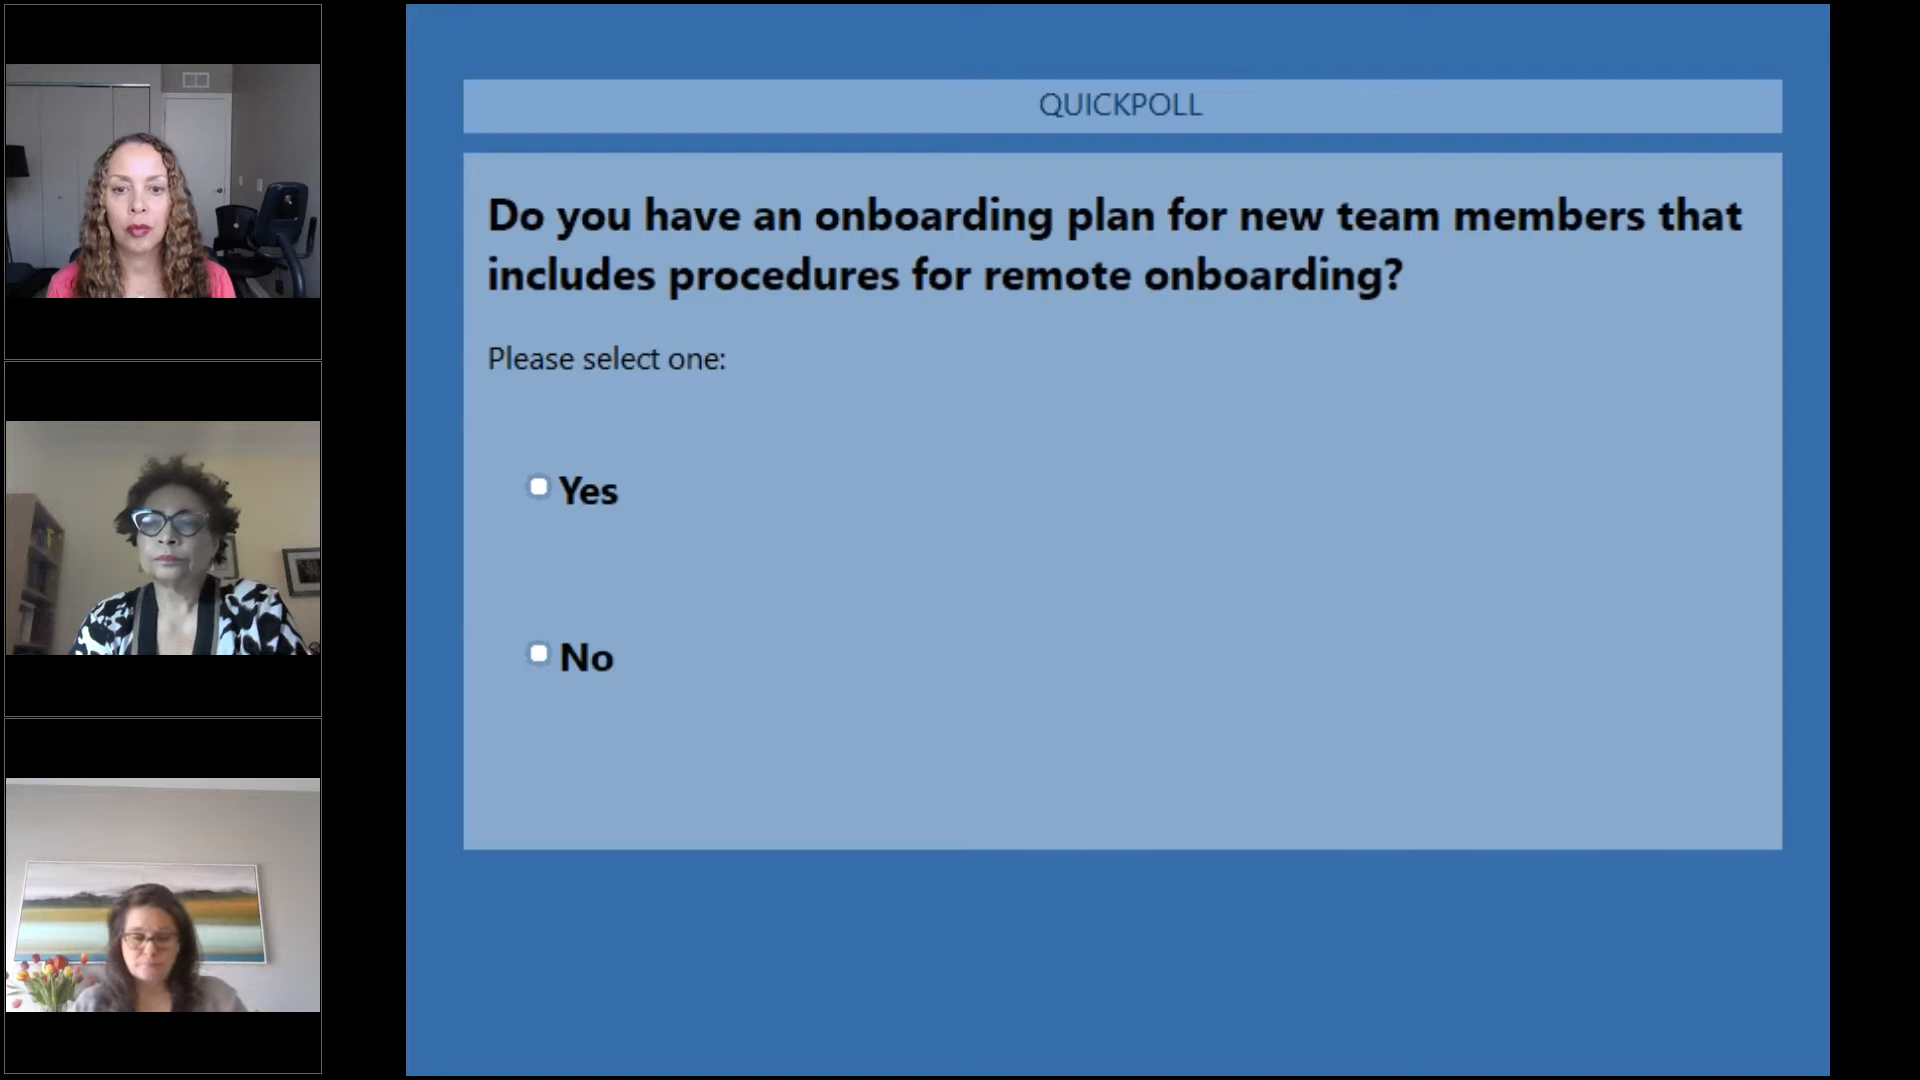 QUICKPOLL
Do you have an onboarding plan for new team members that
includes procedures for remote onboarding?
Please select one:
Yes
No